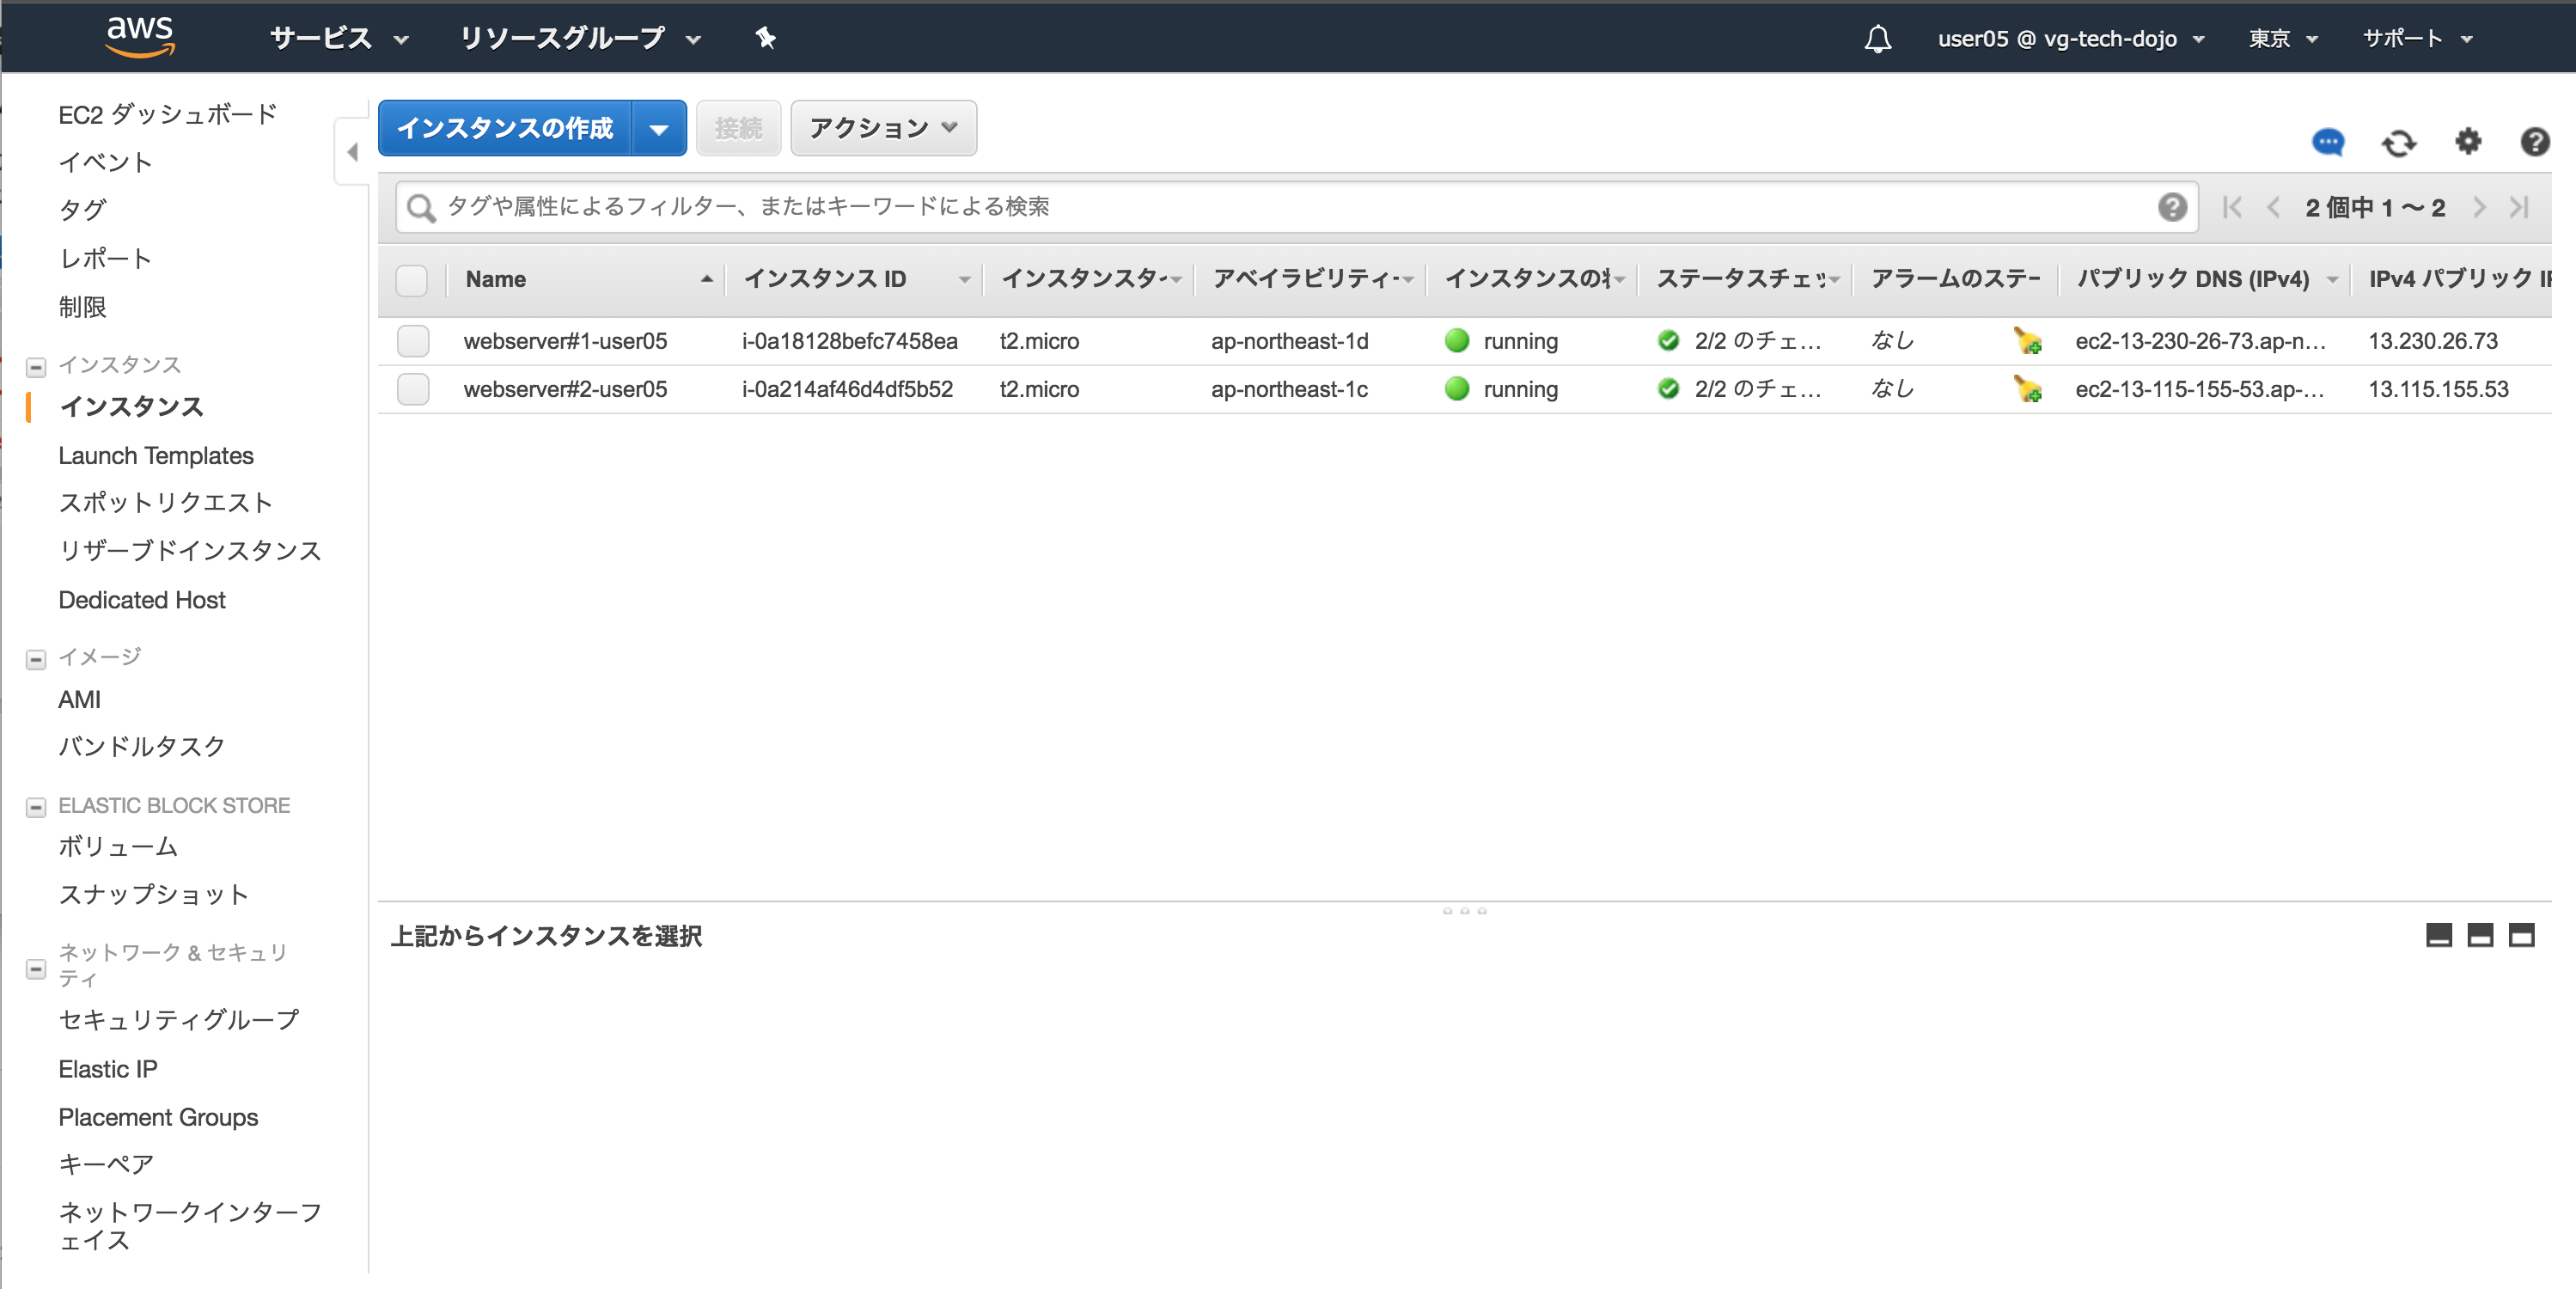 aws サービス リソースグループ user05 @ vg-tech-dojo 東京 サポート
EC2 ダッシュボード
イベント
タグ
レポート
制限
インスタンス
インスタンス
Launch Templates
スポットリクエスト
リザーブドインスタンス
Dedicated Host
イメージ
AMI
バンドルタスク
ELASTIC BLOCK STORE
ボリューム
スナップショット
ネットワーク & セキュリ
ティ
セキュリティグループ
Elastic IP
Placement Groups
キーペア
ネットワークインターフ
ェイス
インスタンスの作成 接続 アクション
タグや属性によるフィルター、またはキーワードによる検索 2 個中 1 ～ 2
Name インスタンス ID インスタンスタ アベイラビリティ インスタンスの ステータスチェッ アラームのステー パブリック DNS (IPv4) IPv4 パブリック I
webserver#1-user05 i-0a18128befc7458ea t2.micro ap-northeast-1d running 2/2 のチェ… なし ec2-13-230-26-73.ap-n… 13.230.26.73
webserver#2-user05 i-0a214af46d4df5b52 t2.micro ap-northeast-1c running 2/2 のチェ… なし ec2-13-115-155-53.ap-… 13.115.155.53
上記からインスタンスを選択